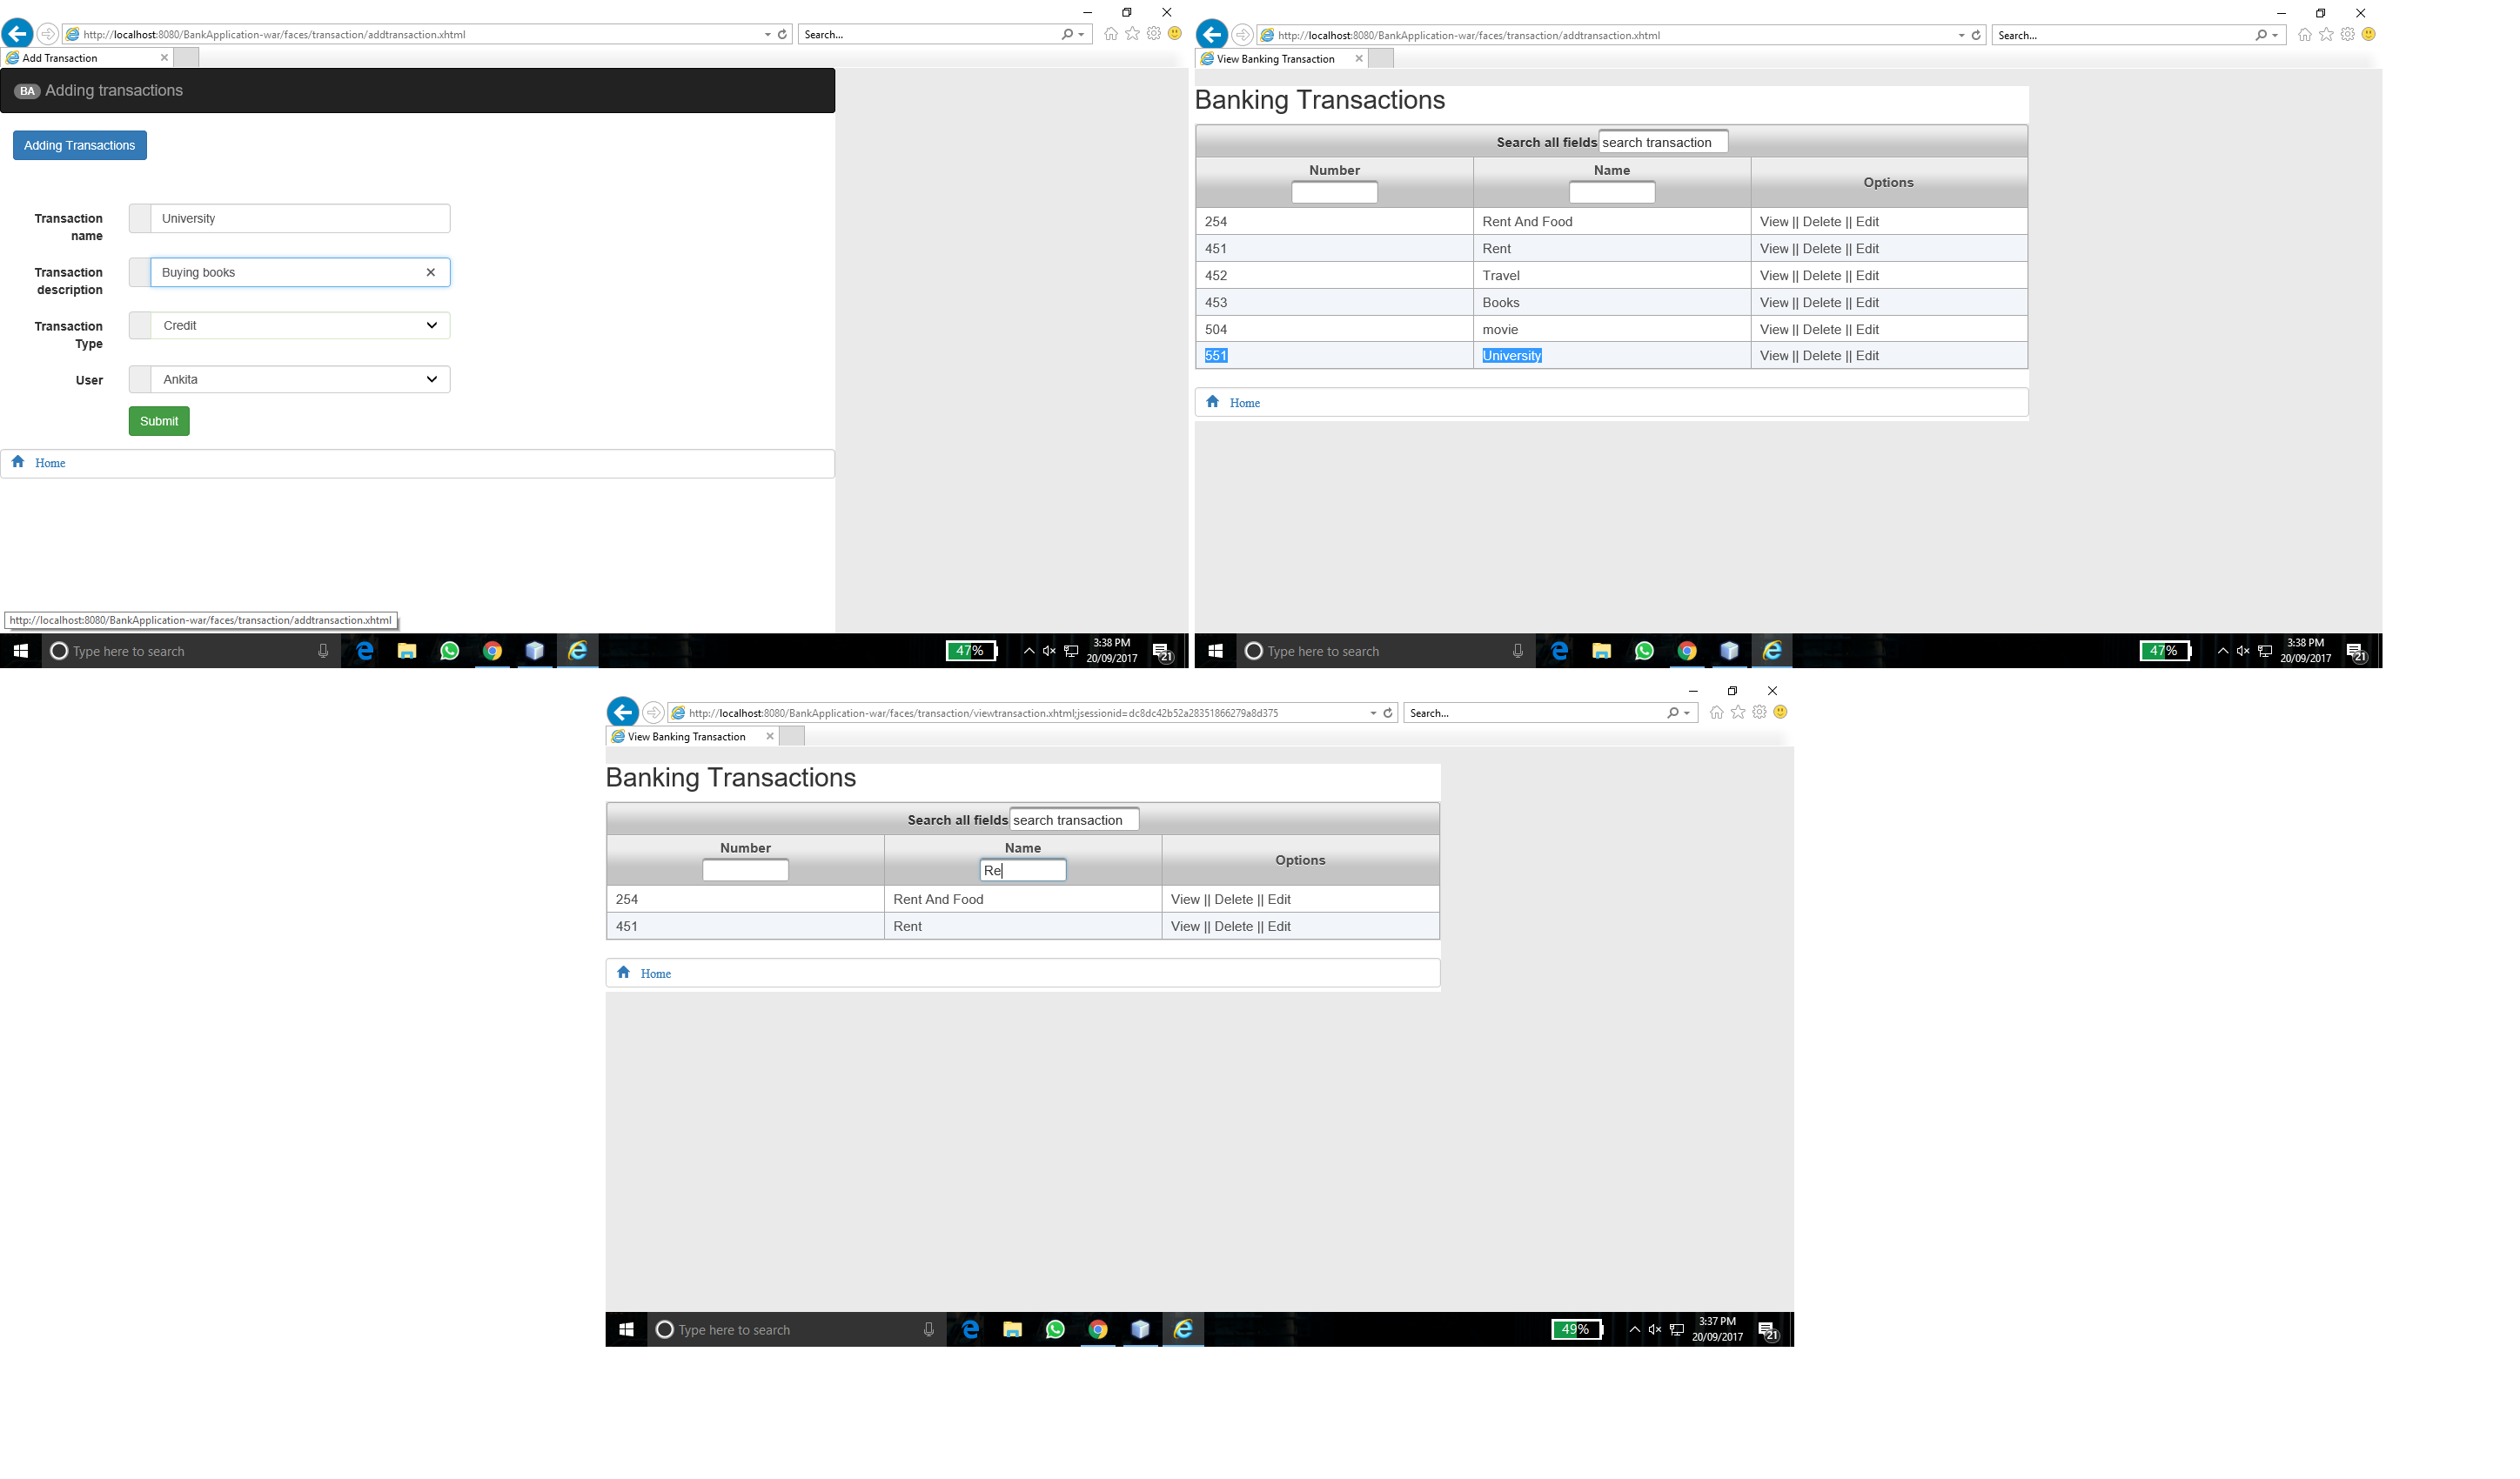 http://localhost:8080/BankApplication-war/faces/transaction/addtransaction.xhtml
Search...
Add Transaction
BA Adding transactions
Adding Transactions
Transaction name
University
Transaction description
Buying books
Transaction Type
Credit
User
Ankita
Submit
Home
http://localhost:8080/BankApplication-war/faces/transaction/addtransaction.xhtml
Type here to search
47%
3:38 PM
20/09/2017
21
http://localhost:8080/BankApplication-war/faces/transaction/addtransaction.xhtml
Search...
View Banking Transaction
Banking Transactions
Search all fields search transaction
Number Name Options
254 Rent And Food View || Delete || Edit
451 Rent View || Delete || Edit
452 Travel View || Delete || Edit
453 Books View || Delete || Edit
504 movie View || Delete || Edit
551 University View || Delete || Edit
Home
Type here to search
47%
3:38 PM
20/09/2017
21
http://localhost:8080/BankApplication-war/faces/transaction/viewtransaction.xhtml;jsessionid=dc8dc42b52a28351866279a8d375
Search...
View Banking Transaction
Banking Transactions
Search all fields search transaction
Number Name Options
Re
254 Rent And Food View || Delete || Edit
451 Rent View || Delete || Edit
Home
Type here to search
49%
3:37 PM
20/09/2017
21